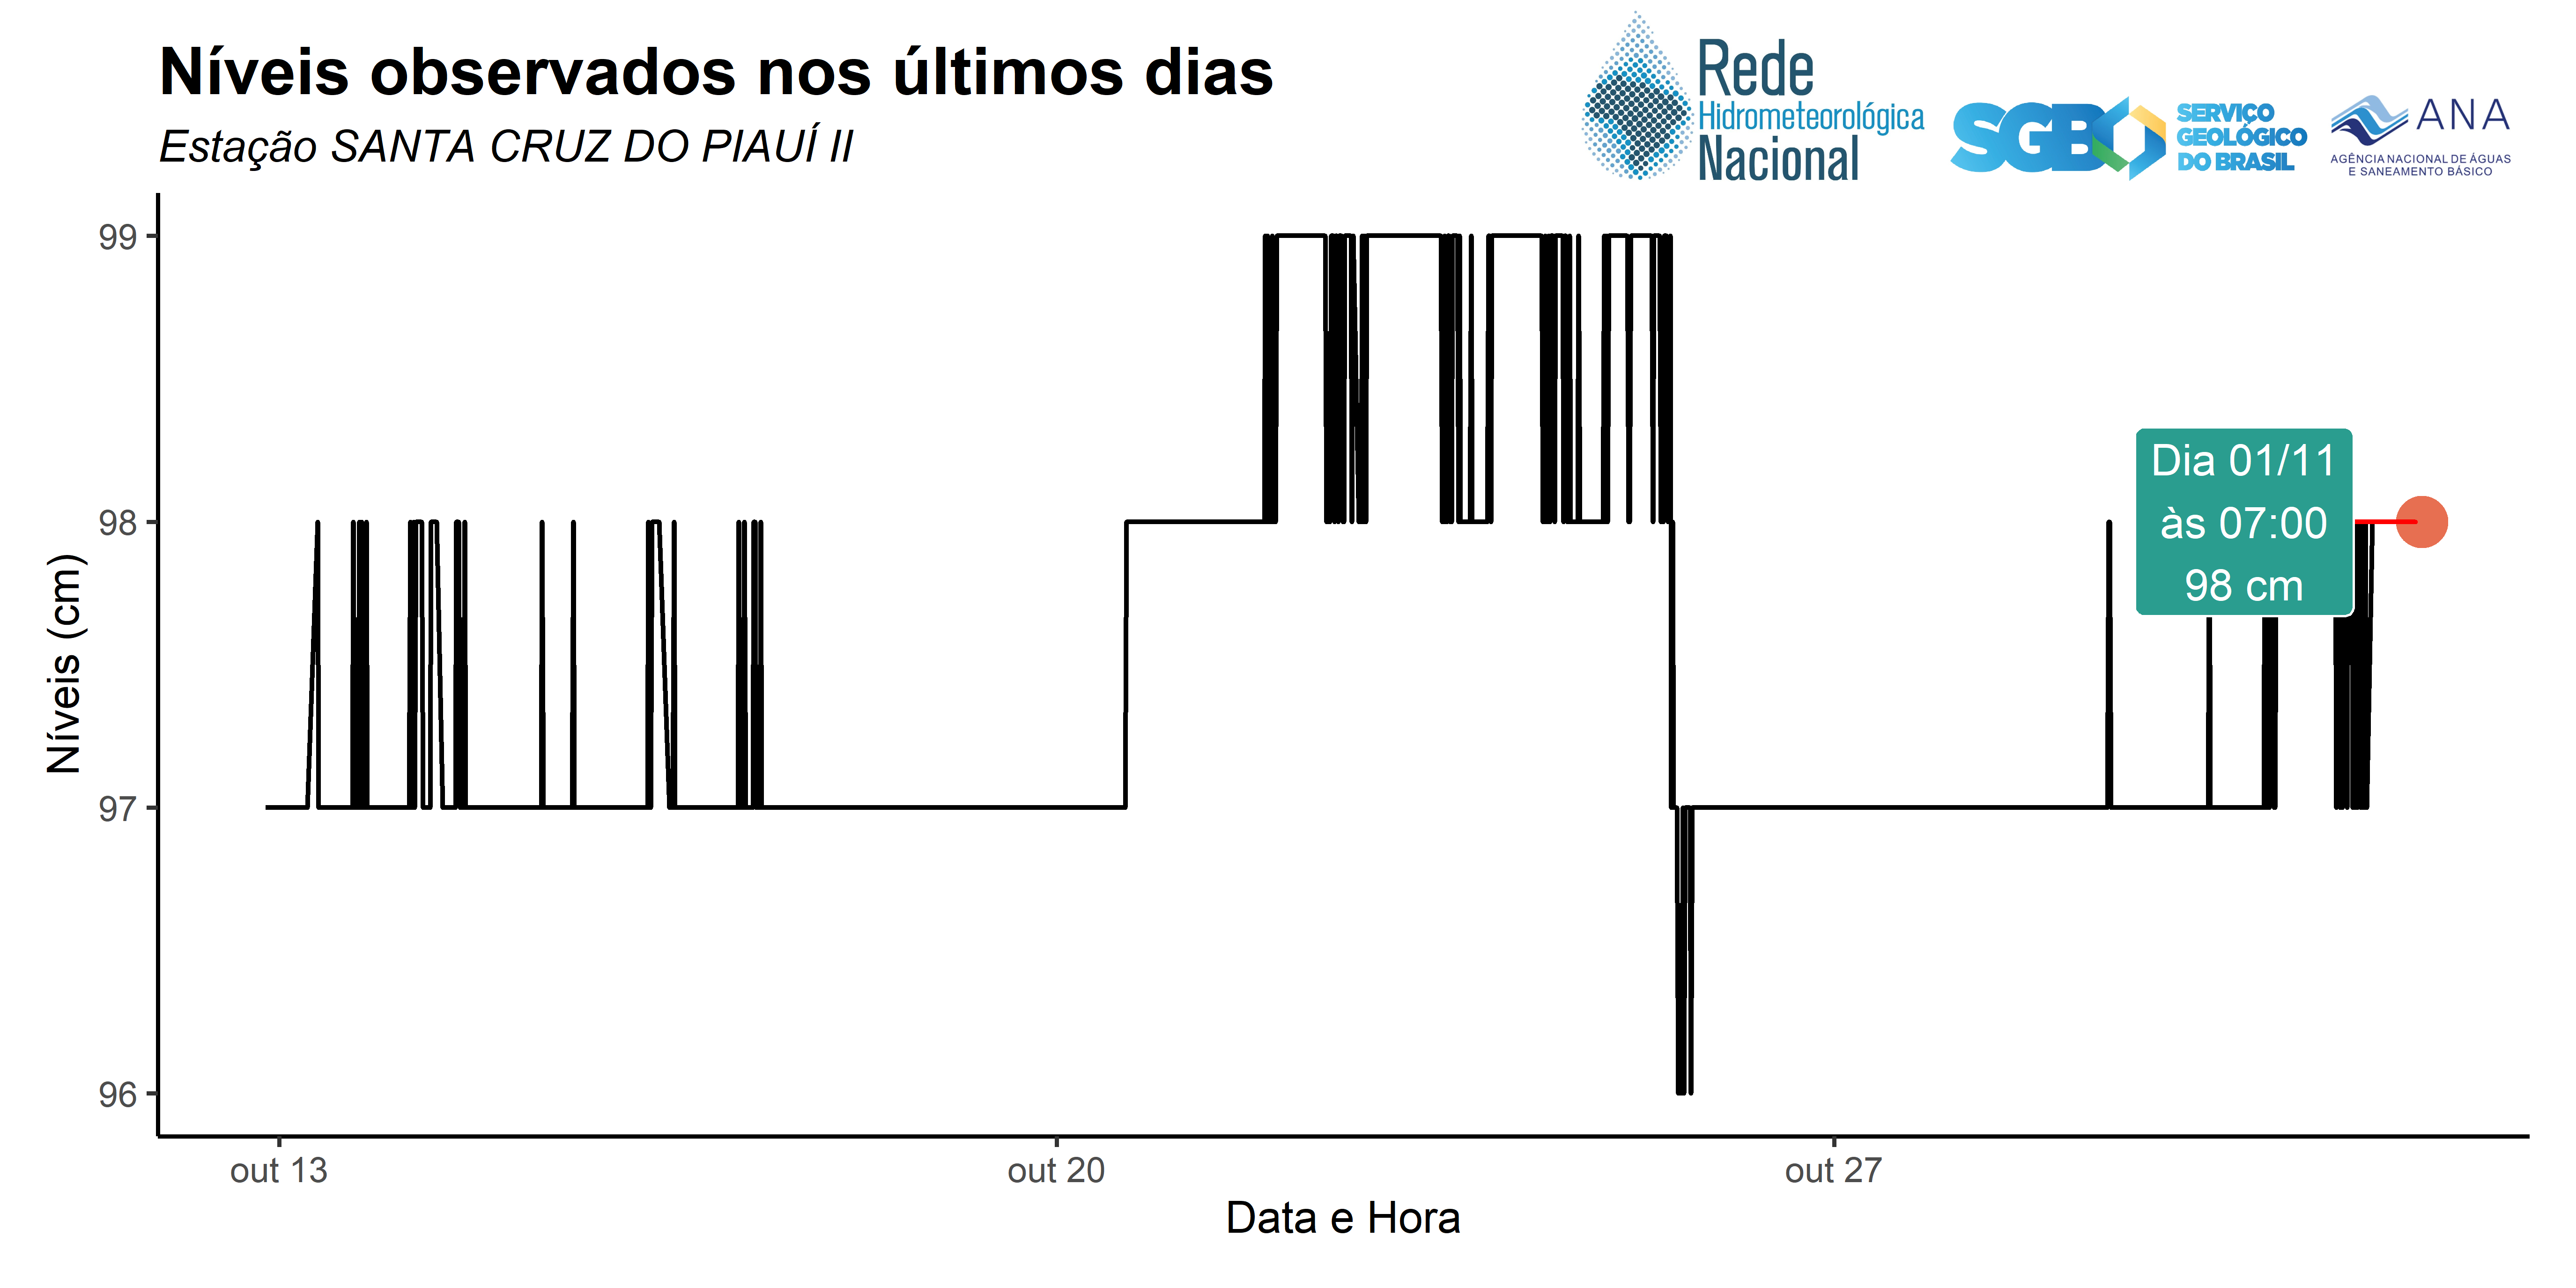 Níveis observados nos últimos dias
Estação SANTA CRUZ DO PIAUÍ II
Rede
Hidrometeorológica
Nacional
SGB
SERVIÇO
GEOLÓGICO
DO BRASIL
ANA
AGÊNCIA NACIONAL DE ÁGUAS
E SANEAMENTO BÁSICO
Níveis (cm)
99
98
97
96
Dia 01/11
às 07:00
98 cm
out 13
out 20
out 27
Data e Hora